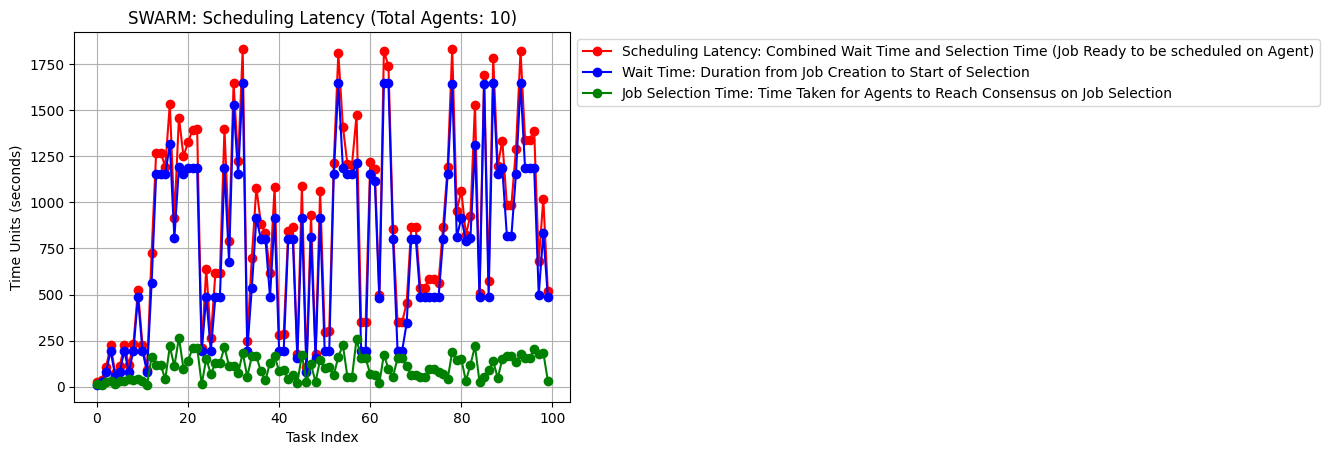 SWARM: Scheduling Latency (Total Agents: 10)
Scheduling Latency: Combined Wait Time and Selection Time (Job Ready to be scheduled on Agent)
Wait Time: Duration from Job Creation to Start of Selection
Job Selection Time: Time Taken for Agents to Reach Consensus on Job Selection
Time Units (seconds)
1750
1500
1250
1000
750
500
250
0
0 20 40 60 80 100
Task Index